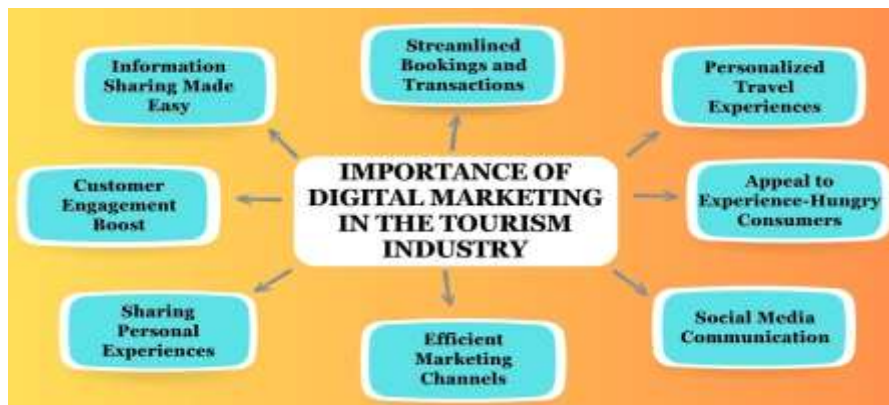 Information
Sharing Made
Easy
Streamlined
Bookings and
Transactions
Personalized
Travel
Experiences
Customer
Engagement
Boost
IMPORTANCE OF
DIGITAL MARKETING
IN THE TOURISM
INDUSTRY
Appeal to
Experience-Hungry
Consumers
Sharing
Personal
Experiences
Efficient
Marketing
Channels
Social Media
Communication